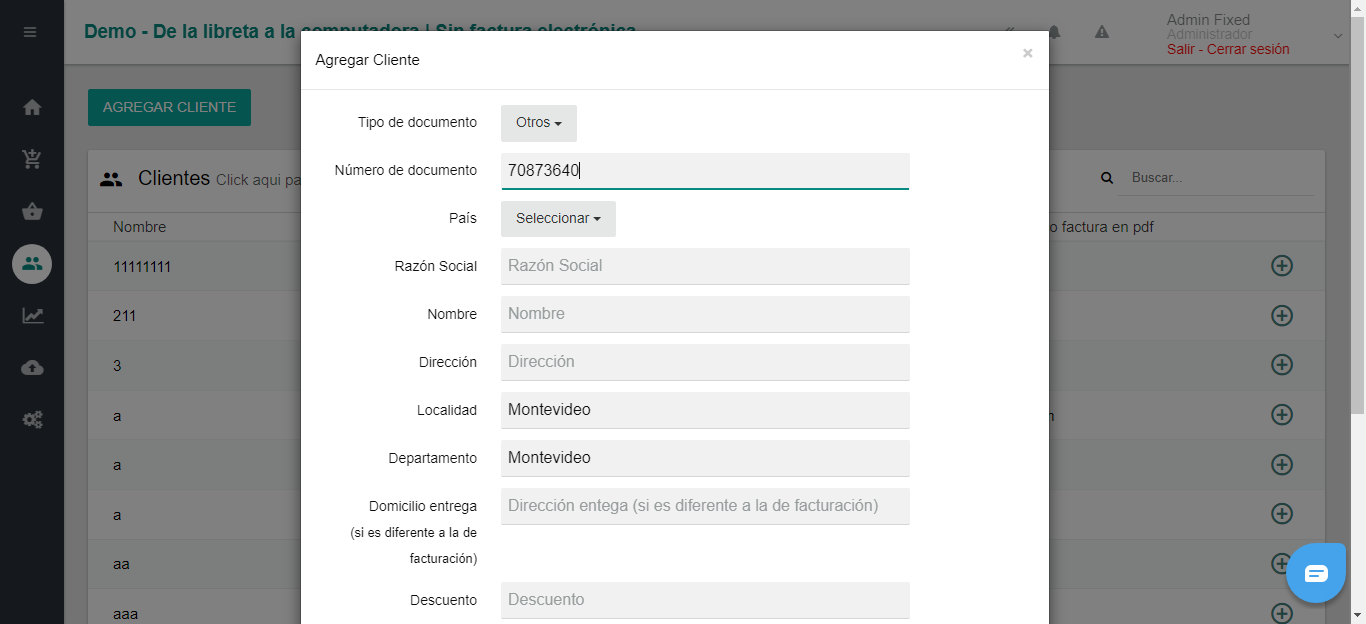 Demo - De la libreta a la computadora | Sin factura electrónica
Admin Fixed
Administrador
Salir - Cerrar sesión
AGREGAR CLIENTE
Clientes Click aqui pa
Buscar...
Nombre
o factura en pdf
11111111
211
3
a
n
a
a
aa
aaa
Agregar Cliente
×
Tipo de documento
Otros
Número de documento
70873640
País
Seleccionar
Razón Social
Razón Social
Nombre
Nombre
Dirección
Dirección
Localidad
Montevideo
Departamento
Montevideo
Domicilio entrega
(si es diferente a la de
facturación)
Dirección entega (si es diferente a la de facturación)
Descuento
Descuento